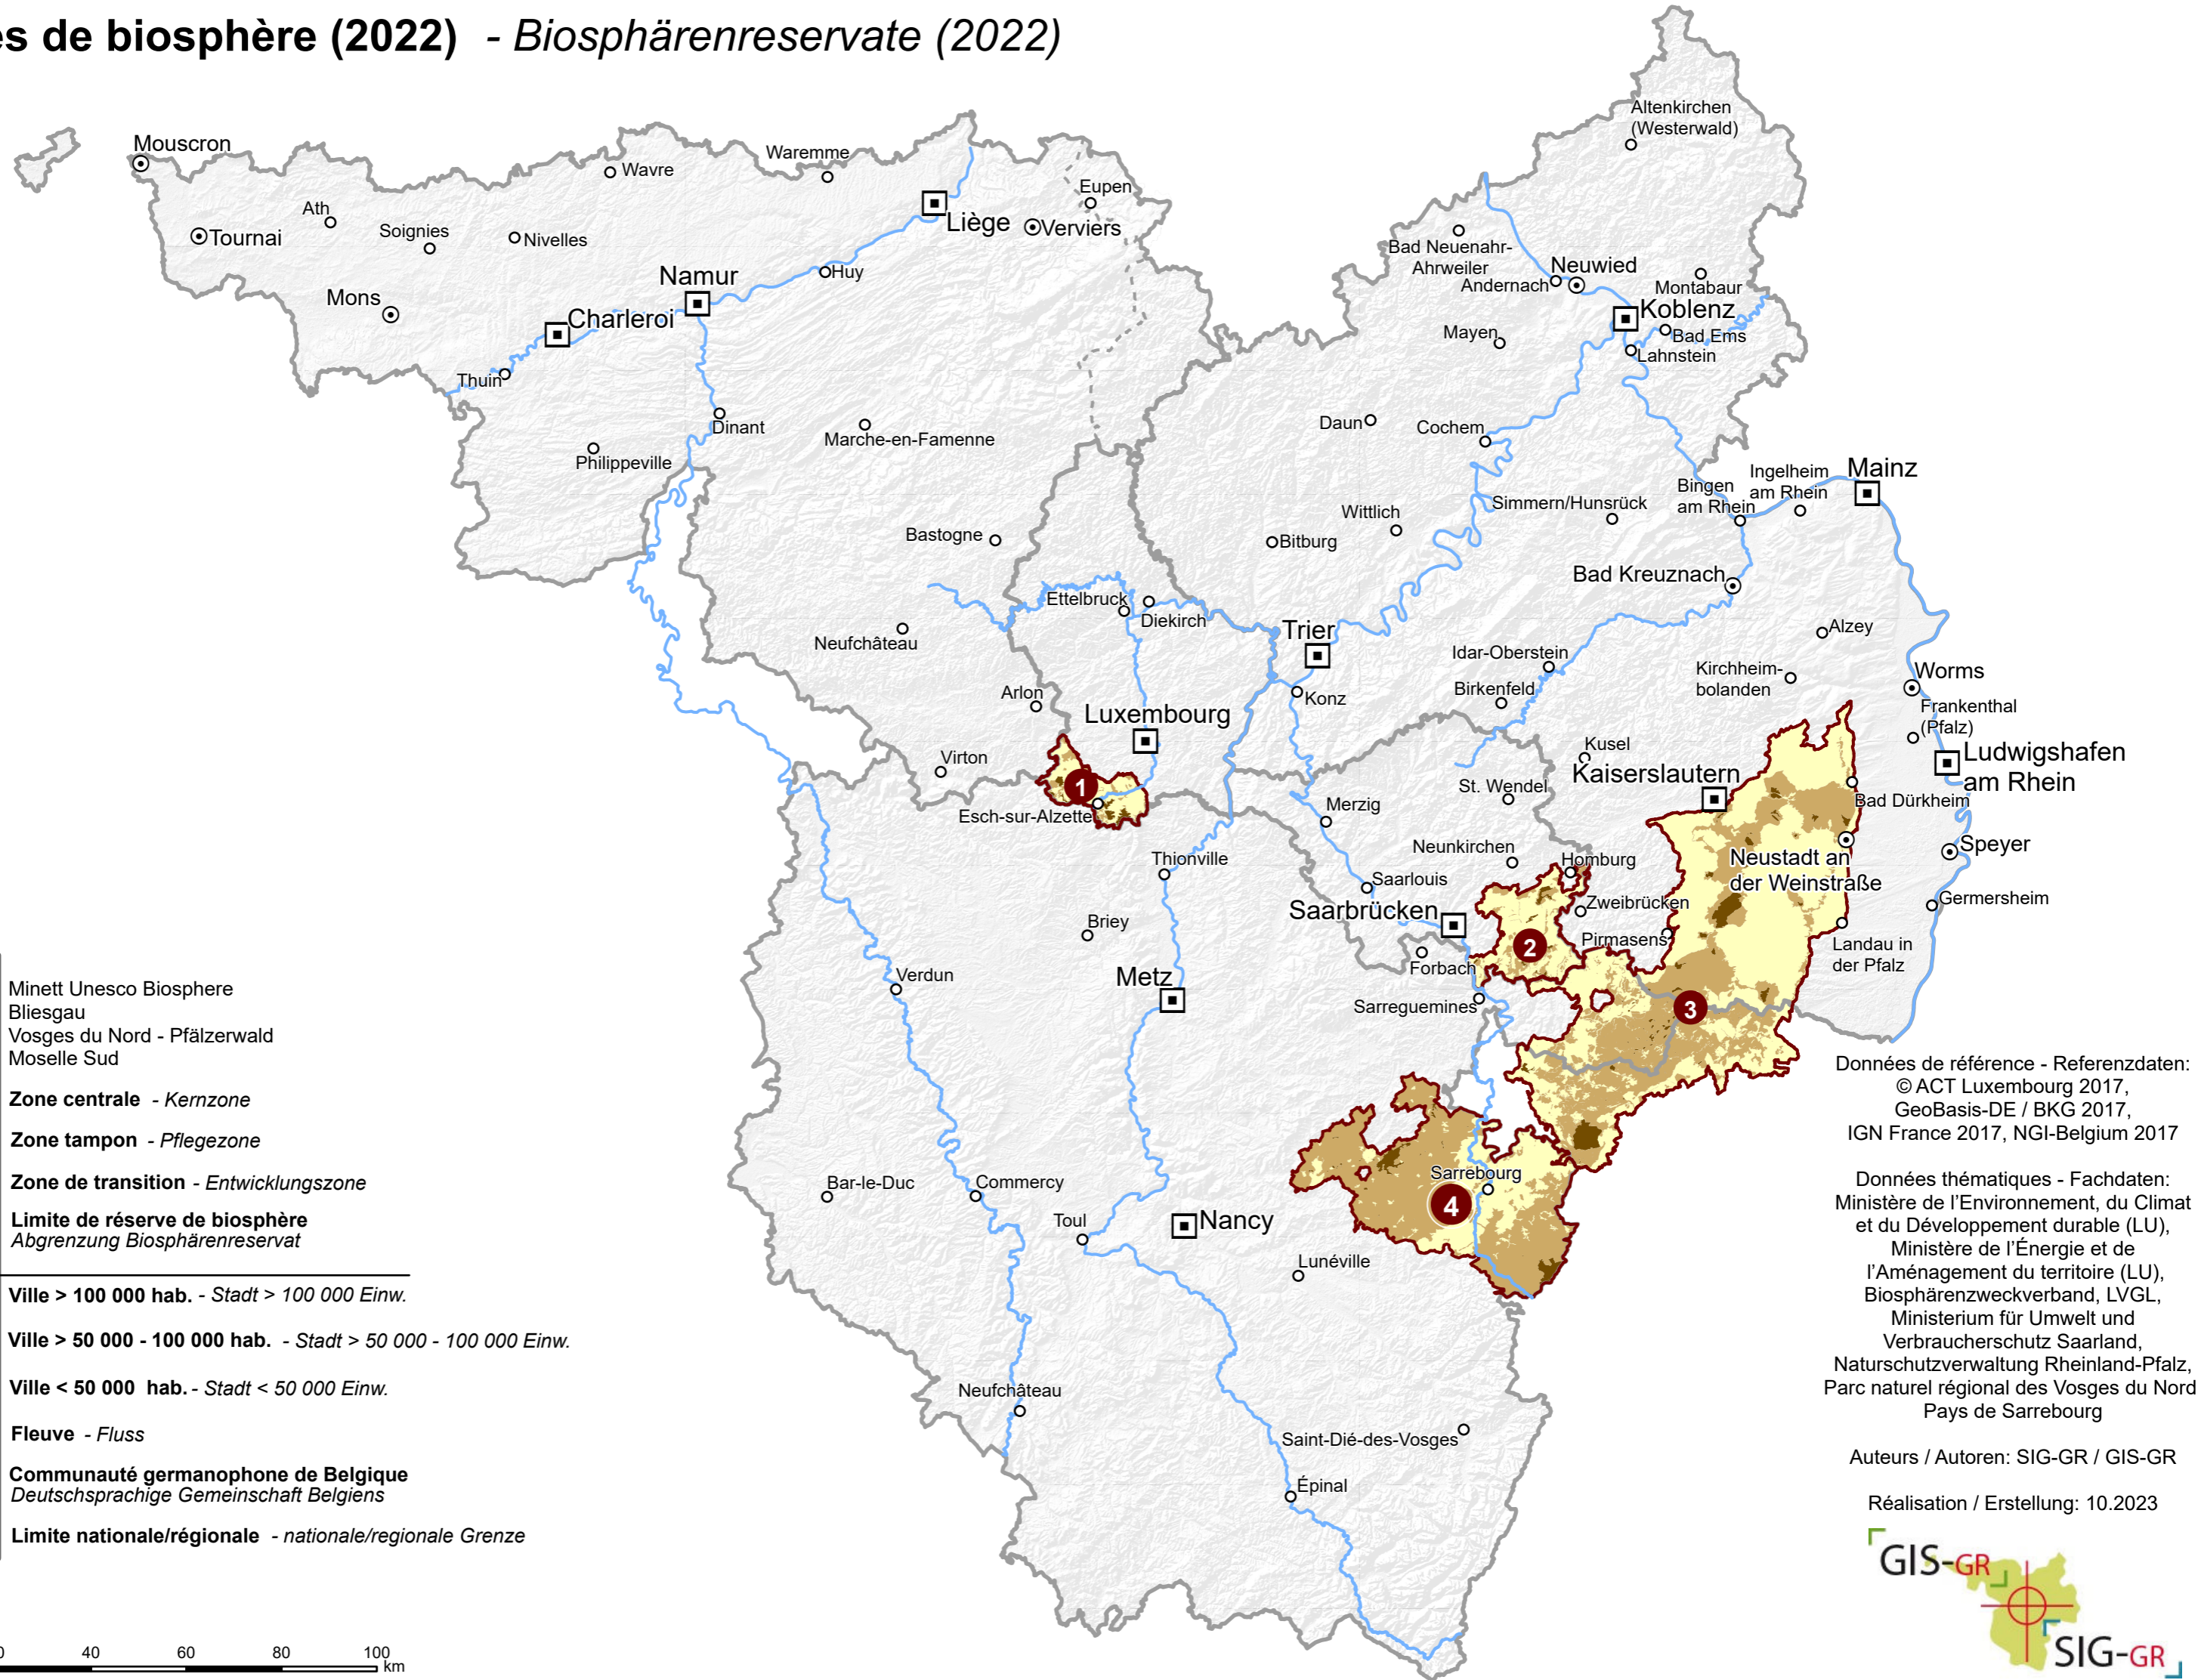 es de biosphère (2022) - Biosphärenreservate (2022)
Altenkirchen
(Westerwald)
Mouscron
Wavre
Waremme
Eupen
Ath
Tournai
Soignies
Nivelles
Liège
Verviers
Bad Neuenahr-
Ahrweiler
Neuwied
Andernach
Montabaur
Huy
Namur
Mons
Charleroi
Koblenz
Bad Ems
Lahnstein
Mayen
Thuin
Dinant
Marche-en-Famenne
Philippeville
Daun
Cochem
Ingelheim
am Rhein
Mainz
Bingen
am Rhein
Simmern/Hunsrück
Wittlich
Bastogne
Bitburg
Bad Kreuznach
Ettelbruck
Diekirch
Neufchâteau
Trier
Alzey
Idar-Oberstein
Kirchheim-
bolanden
Worms
Birkenfeld
Konz
Arlon
Luxembourg
Frankenthal
(Pfalz)
Virton
Kusel
Kaiserslautern
Ludwigshafen
am Rhein
St. Wendel
1
Esch-sur-Alzette
Merzig
Bad Dürkheim
Neunkirchen
Homburg
Neustadt an
der Weinstraße
Speyer
Thionville
Saarlouis
Zweibrücken
Germersheim
Saarbrücken
Briey
2
Pirmasens
Landau in
der Pfalz
Forbach
Verdun
Metz
Sarreguemines
3
Sarrebourg
4
Bar-le-Duc
Commercy
Toul
Nancy
Lunéville
Neufchâteau
Saint-Dié-des-Vosges
Épinal
Minett Unesco Biosphere
Bliesgau
Vosges du Nord - Pfälzerwald
Moselle Sud
Zone centrale - Kernzone
Zone tampon - Pflegezone
Zone de transition - Entwicklungszone
Limite de réserve de biosphère
Abgrenzung Biosphärenreservat
Ville > 100 000 hab. - Stadt > 100 000 Einw.
Ville > 50 000 - 100 000 hab. - Stadt > 50 000 - 100 000 Einw.
Ville < 50 000 hab. - Stadt < 50 000 Einw.
Fleuve - Fluss
Communauté germanophone de Belgique
Deutschsprachige Gemeinschaft Belgiens
Limite nationale/régionale - nationale/regionale Grenze
0 40 60 80 100
km
Données de référence - Referenzdaten:
© ACT Luxembourg 2017,
GeoBasis-DE / BKG 2017,
IGN France 2017, NGI-Belgium 2017
Données thématiques - Fachdaten:
Ministère de l'Environnement, du Climat
et du Développement durable (LU),
Ministère de l'Énergie et de
l'Aménagement du territoire (LU),
Biosphärenzweckverband, LVGL,
Ministerium für Umwelt und
Verbraucherschutz Saarland,
Naturschutzverwaltung Rheinland-Pfalz,
Parc naturel régional des Vosges du Nord
Pays de Sarrebourg
Auteurs / Autoren: SIG-GR / GIS-GR
Réalisation / Erstellung: 10.2023
GIS-GR
SIG-GR